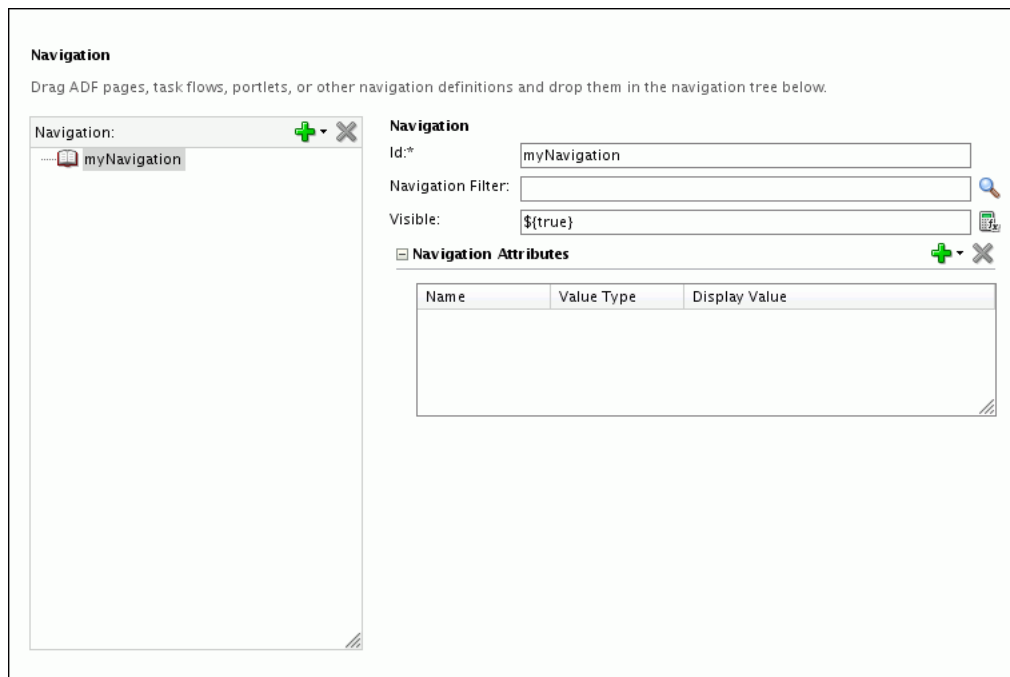 Navigation
Drag ADF pages, task flows, portlets, or other navigation definitions and drop them in the navigation tree below.
Navigation:
myNavigation
Navigation
Id:*
myNavigation
Navigation Filter:
Visible:
${true}
Navigation Attributes
Name Value Type Display Value